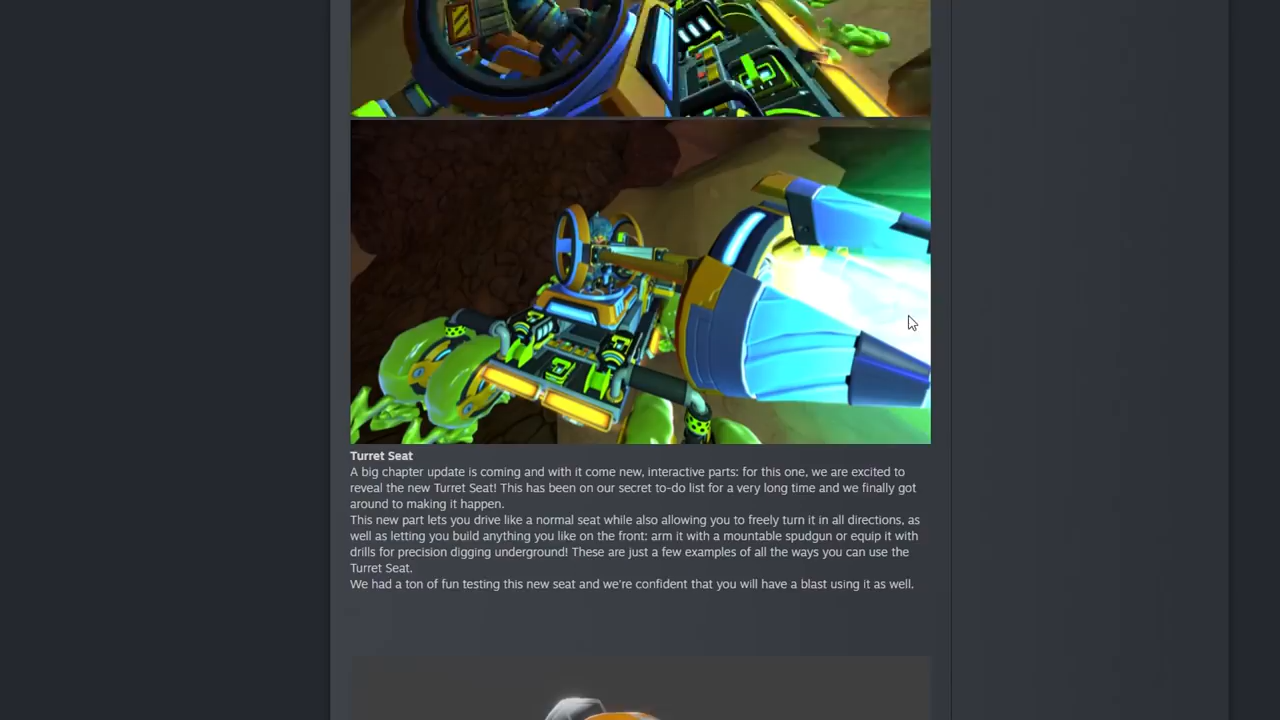 Turret Seat
A big chapter update is coming and with it come new, interactive parts: for this one, we are excited to
reveal the new Turret Seat! This has been on our secret to-do list for a very long time and we finally got
around to making it happen.
This new part lets you drive like a normal seat while also allowing you to freely turn it in all directions, as
well as letting you build anything you like on the front: arm it with a mountable spudgun or equip it with
drills for precision digging underground! These are just a few examples of all the ways you can use the
Turret Seat.
We had a ton of fun testing this new seat and we're confident that you will have a blast using it as well.